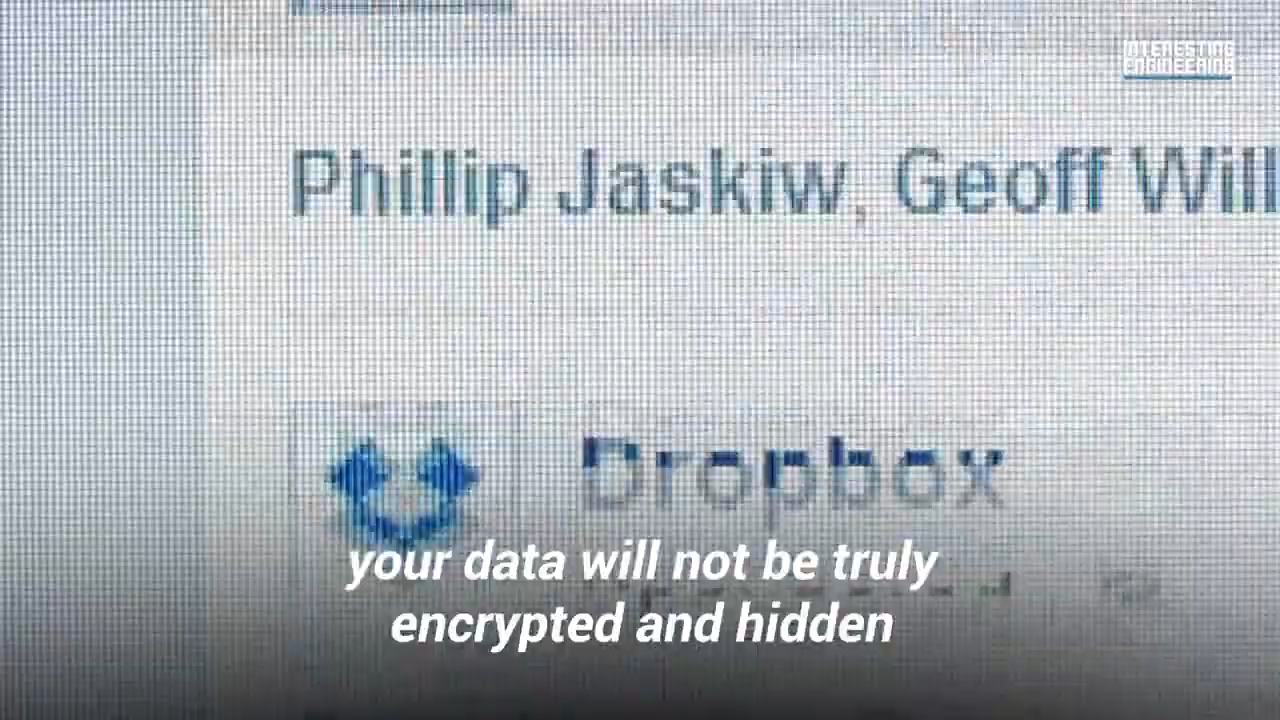 INTERESTING
ENGINEERING
Phillip Jaskiw, Geoff Will
Dropbox
your data will not be truly
encrypted and hidden